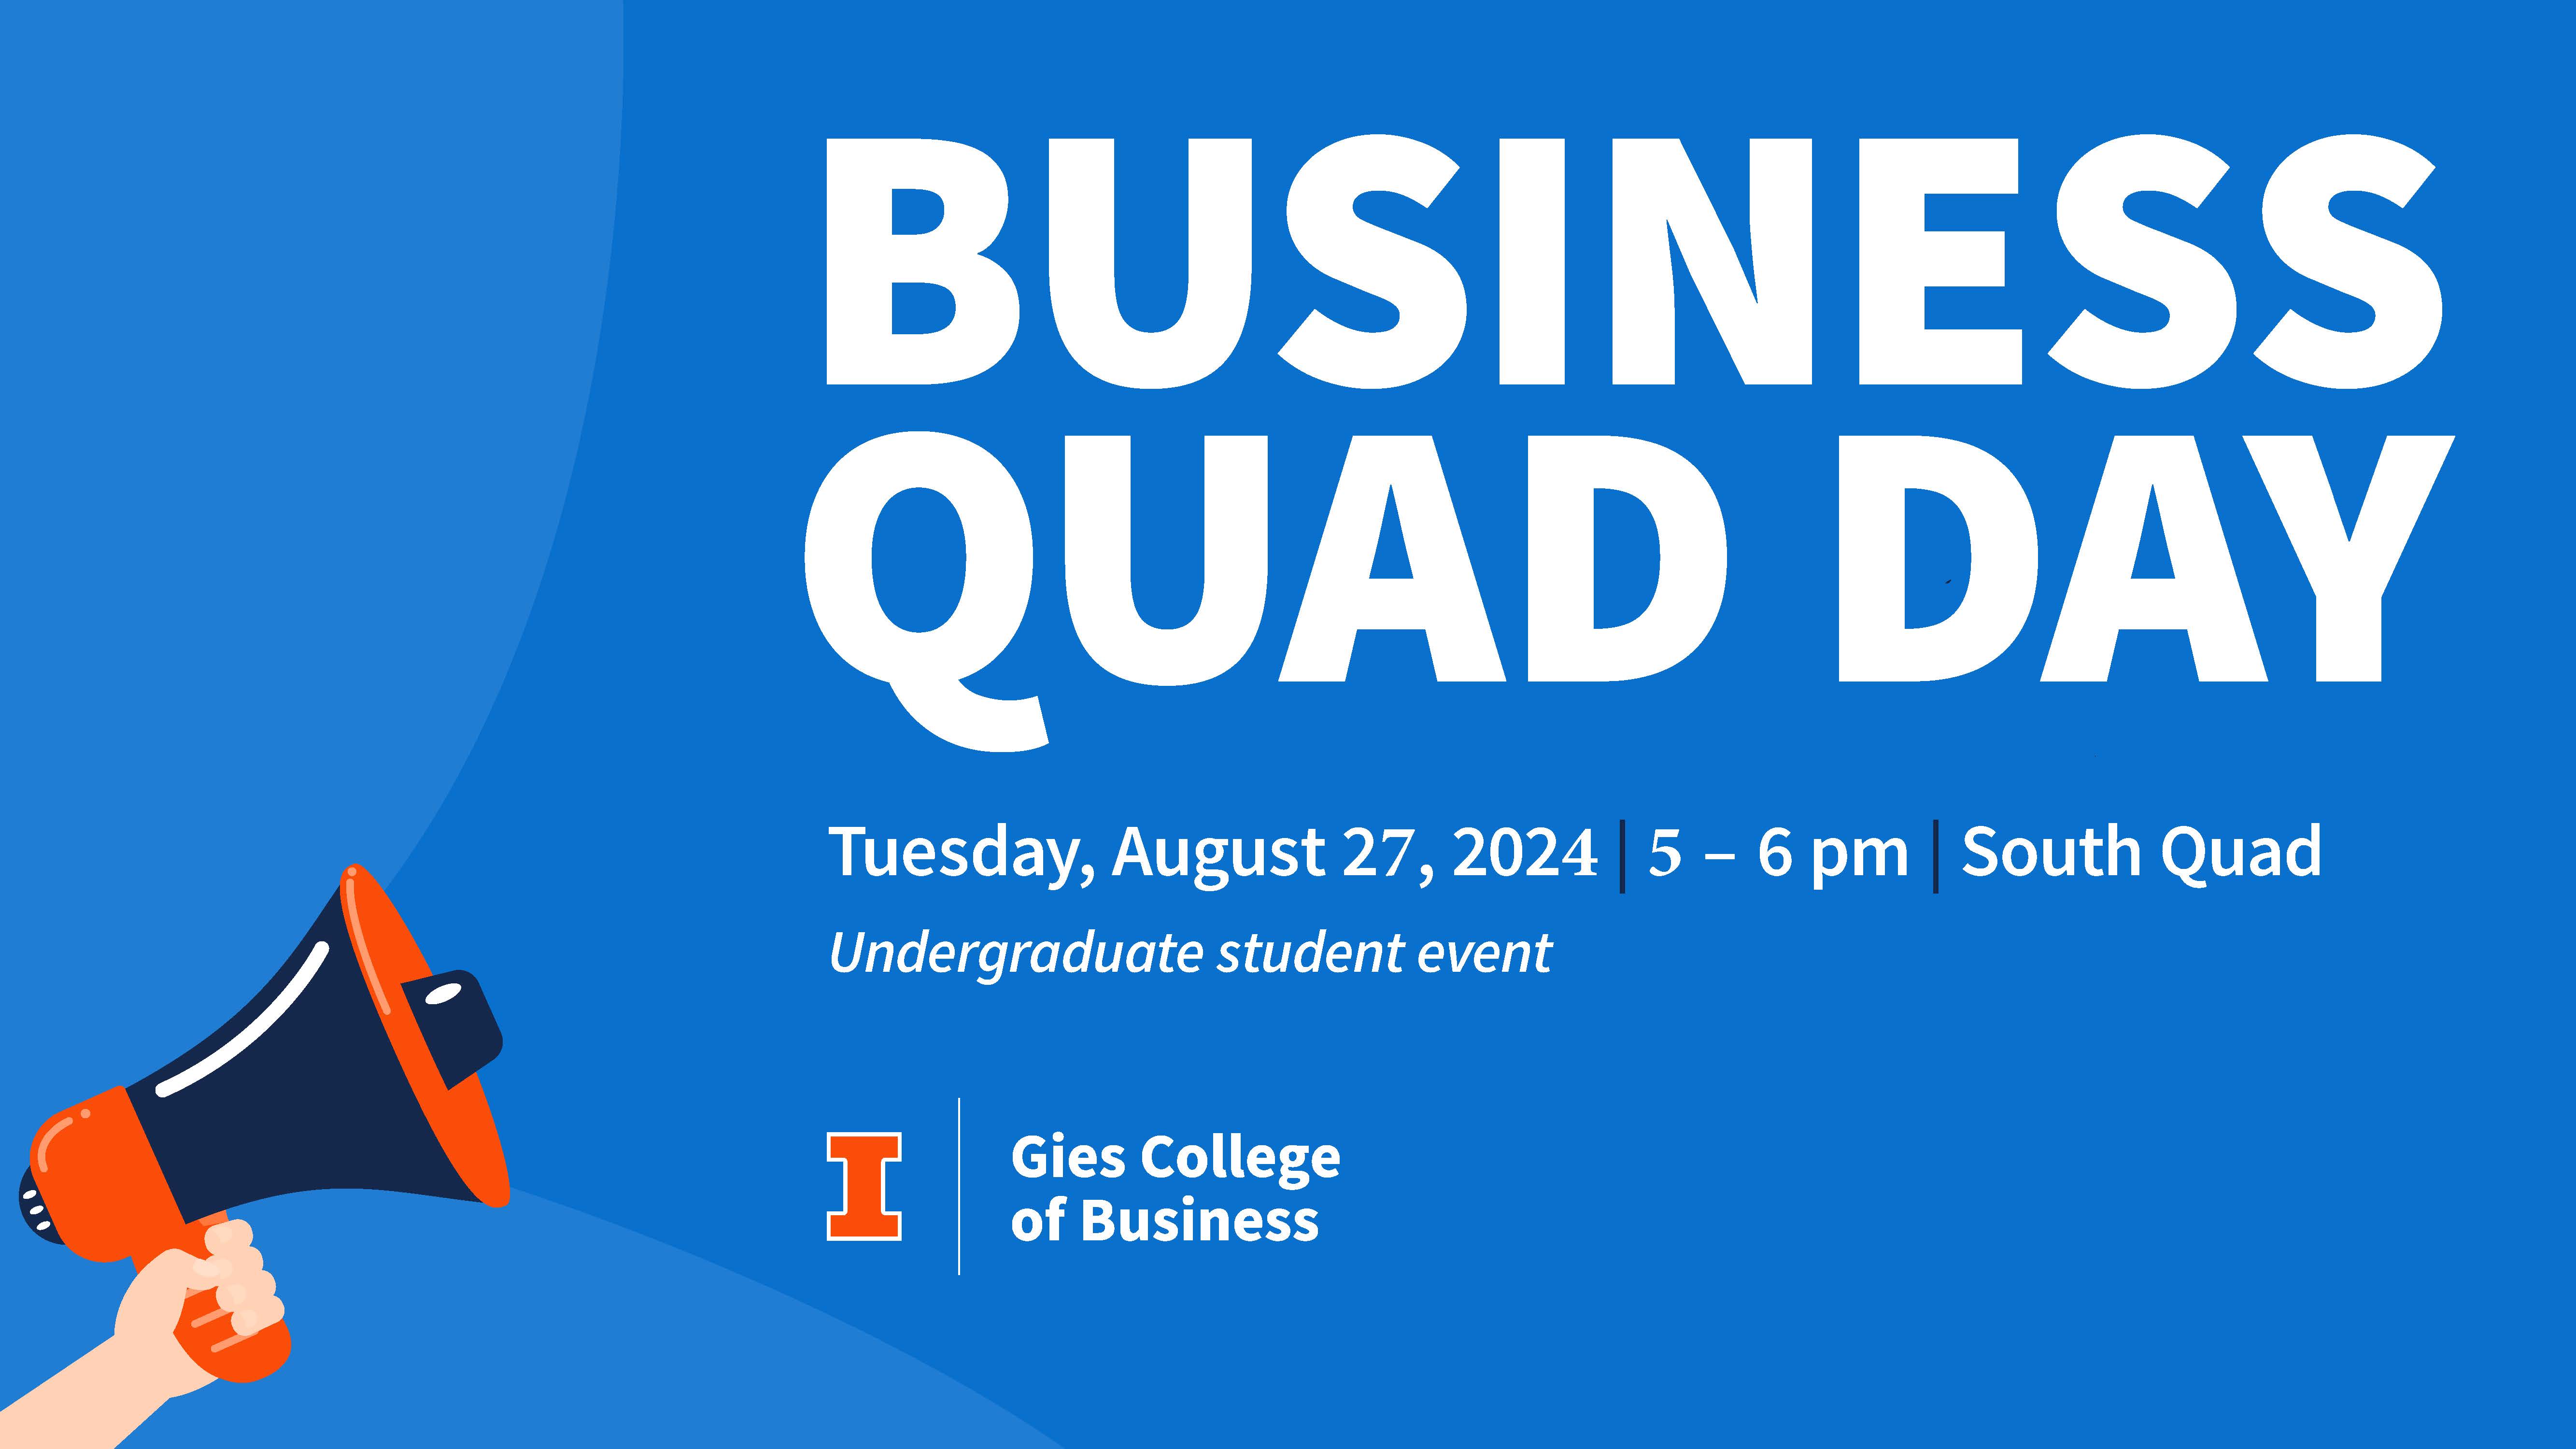 BUSINESS
QUAD DAY
Tuesday, August 27, 2024 | 5 – 6 pm | South Quad
Undergraduate student event
I
Gies College
of Business